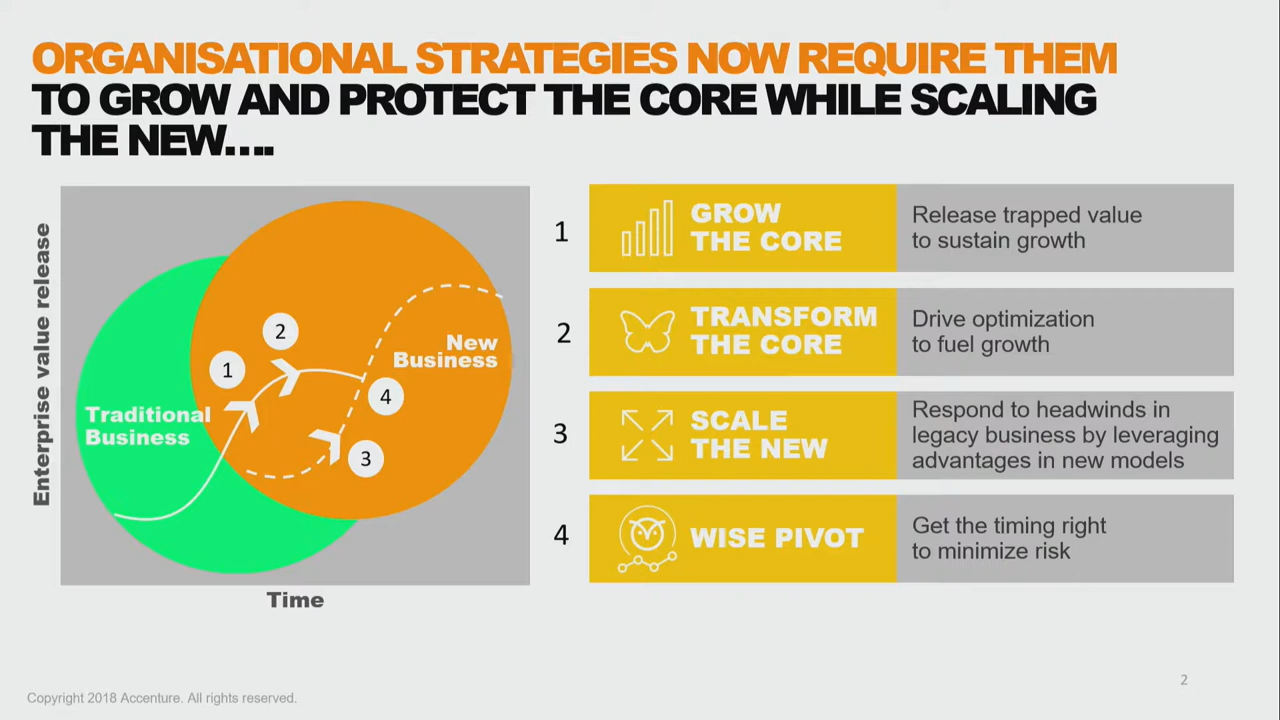 ORGANISATIONAL STRATEGIES NOW REQUIRE THEM
TO GROW AND PROTECT THE CORE WHILE SCALING
THE NEW….
Enterprise value release
Traditional
Business
New
Business
1
2
3
4
Time
1
GROW
THE CORE
Release trapped value
to sustain growth
2
TRANSFORM
THE CORE
Drive optimization
to fuel growth
3
SCALE
THE NEW
Respond to headwinds in
legacy business by leveraging
advantages in new models
4
WISE PIVOT
Get the timing right
to minimize risk
Copyright 2018 Accenture. All rights reserved.
2